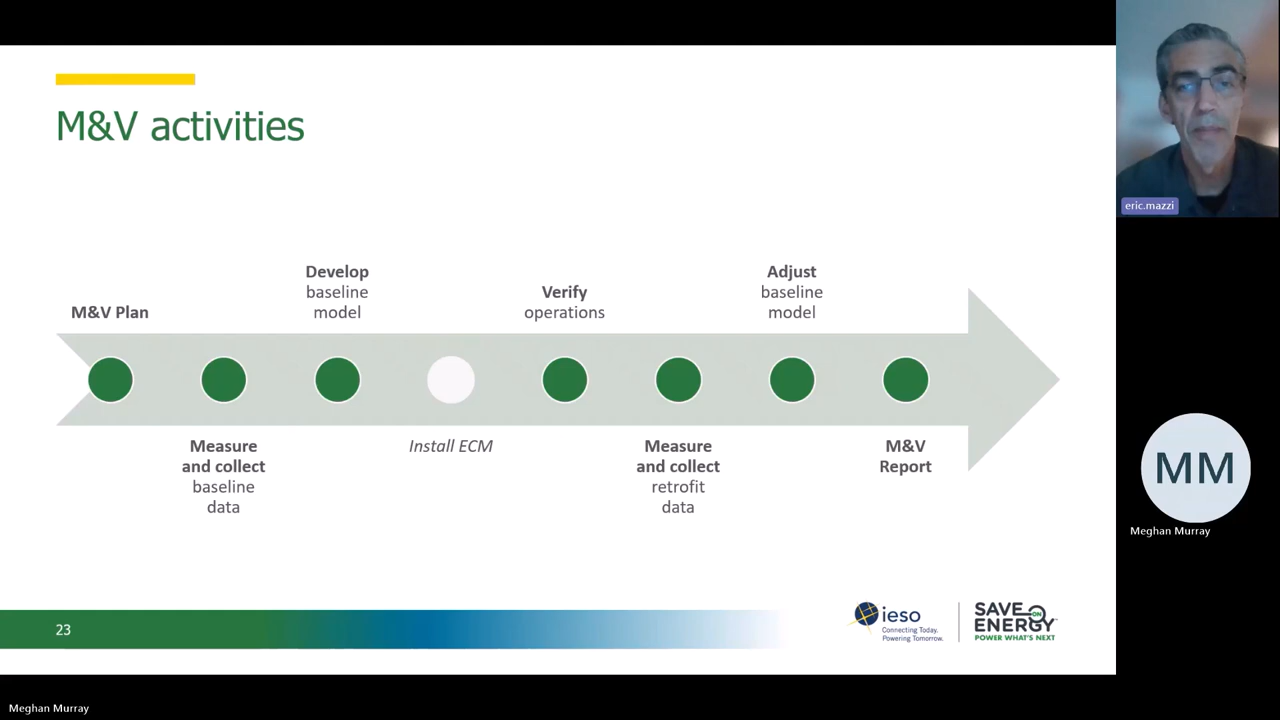 M&V activities
M&V Plan
Measure
and collect
baseline
data
Develop
baseline
model
Install ECM
Verify
operations
Measure
and collect
retrofit
data
Adjust
baseline
model
M&V
Report
23
ieso
Connecting Today.
Powering Tomorrow.
SAVE ON
ENERGY
POWER WHAT'S NEXT
eric.mazzi
MM
Meghan Murray
Meghan Murray